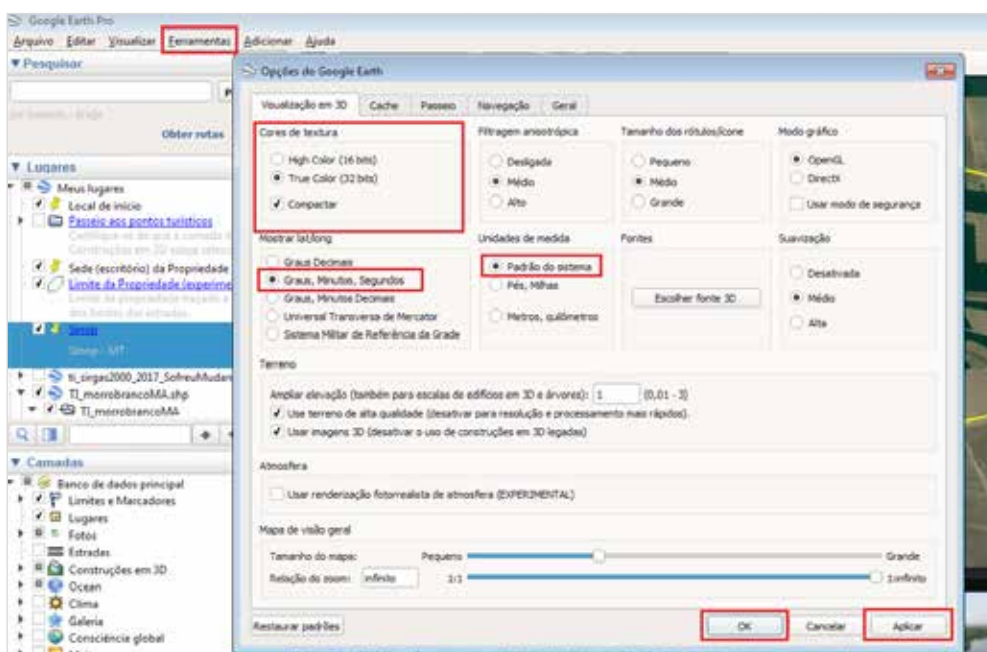 Google Earth Pro
Arquivo Editar Visualizar Ferramentas Adicionar Ajuda
Pesquisar
Obter rotas
Lugares
Meus lugares
Local de início
Passeio aos pontos turísticos
Sede (escritório) da Propriedade
Limite da Propriedade (experime
Sinop
Sinop - MT
ti_sirgas2000_2017_SofreuMudan
TI_morrobrancoMA.shp
TI_morrobrancoMA
Camadas
Banco de dados principal
Limites e Marcadores
Lugares
Fotos
Estradas
Construções em 3D
Ocean
Clima
Galeria
Consciência global
Opções do Google Earth
Visualização em 3D Cache Passeio Navegação Geral
Cores de textura
High Color (16 bits)
True Color (32 bits)
Compactar
Filtragem anisotrópica
Desligada
Médio
Alto
Tamanho dos rótulos/ícone
Pequeno
Médio
Grande
Modo gráfico
OpenGL
DirectX
Usar modo de segurança
Mostrar lat/long
Graus Decimais
Graus, Minutos, Segundos
Graus, Minutos Decimais
Universal Transversa de Mercator
Sistema Militar de Referência da Grade
Unidades de medida
Padrão do sistema
Pés, Milhas
Metros, quilômetros
Fontes
Escolher fonte 3D
Suavização
Desativada
Médio
Alta
Terreno
Ampliar elevação (também para escalas de edifícios em 3D e árvores): 1 (0,01 - 3)
Use terreno de alta qualidade (desativar para resolução e processamento mais rápidos).
Usar imagens 3D (desativar o uso de construções em 3D legadas)
Atmosfera
Usar renderização fotorrealista de atmosfera (EXPERIMENTAL)
Mapa de visão geral
Tamanho do mapa: Pequeno Grande
Relação do zoom: infinito 1:1 1:infinito
Restaurar padrões OK Cancelar Aplicar